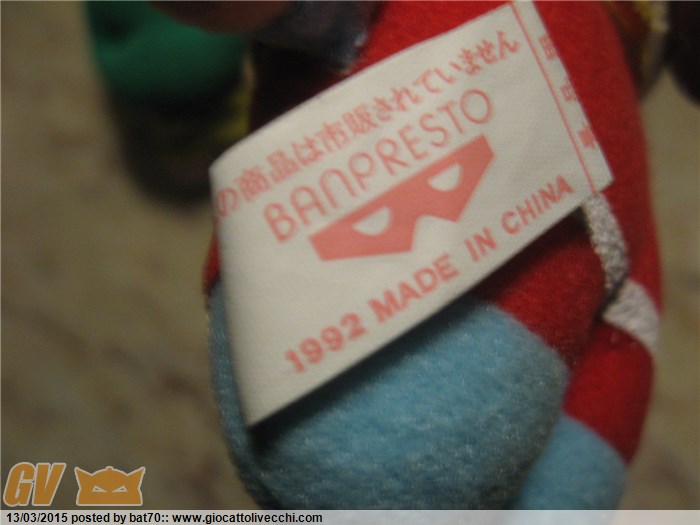 の商品は市販されていません
BANPRESTO
1992 MADE IN CHINA
GV
13/03/2015 posted by bat70:: www.giocattolivecchi.com